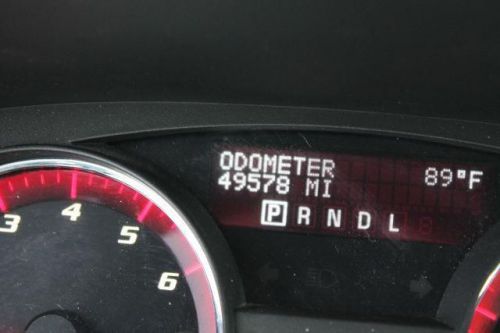 ODOMETER 89°F
49578 MI
P R N D L
3 4 5 6